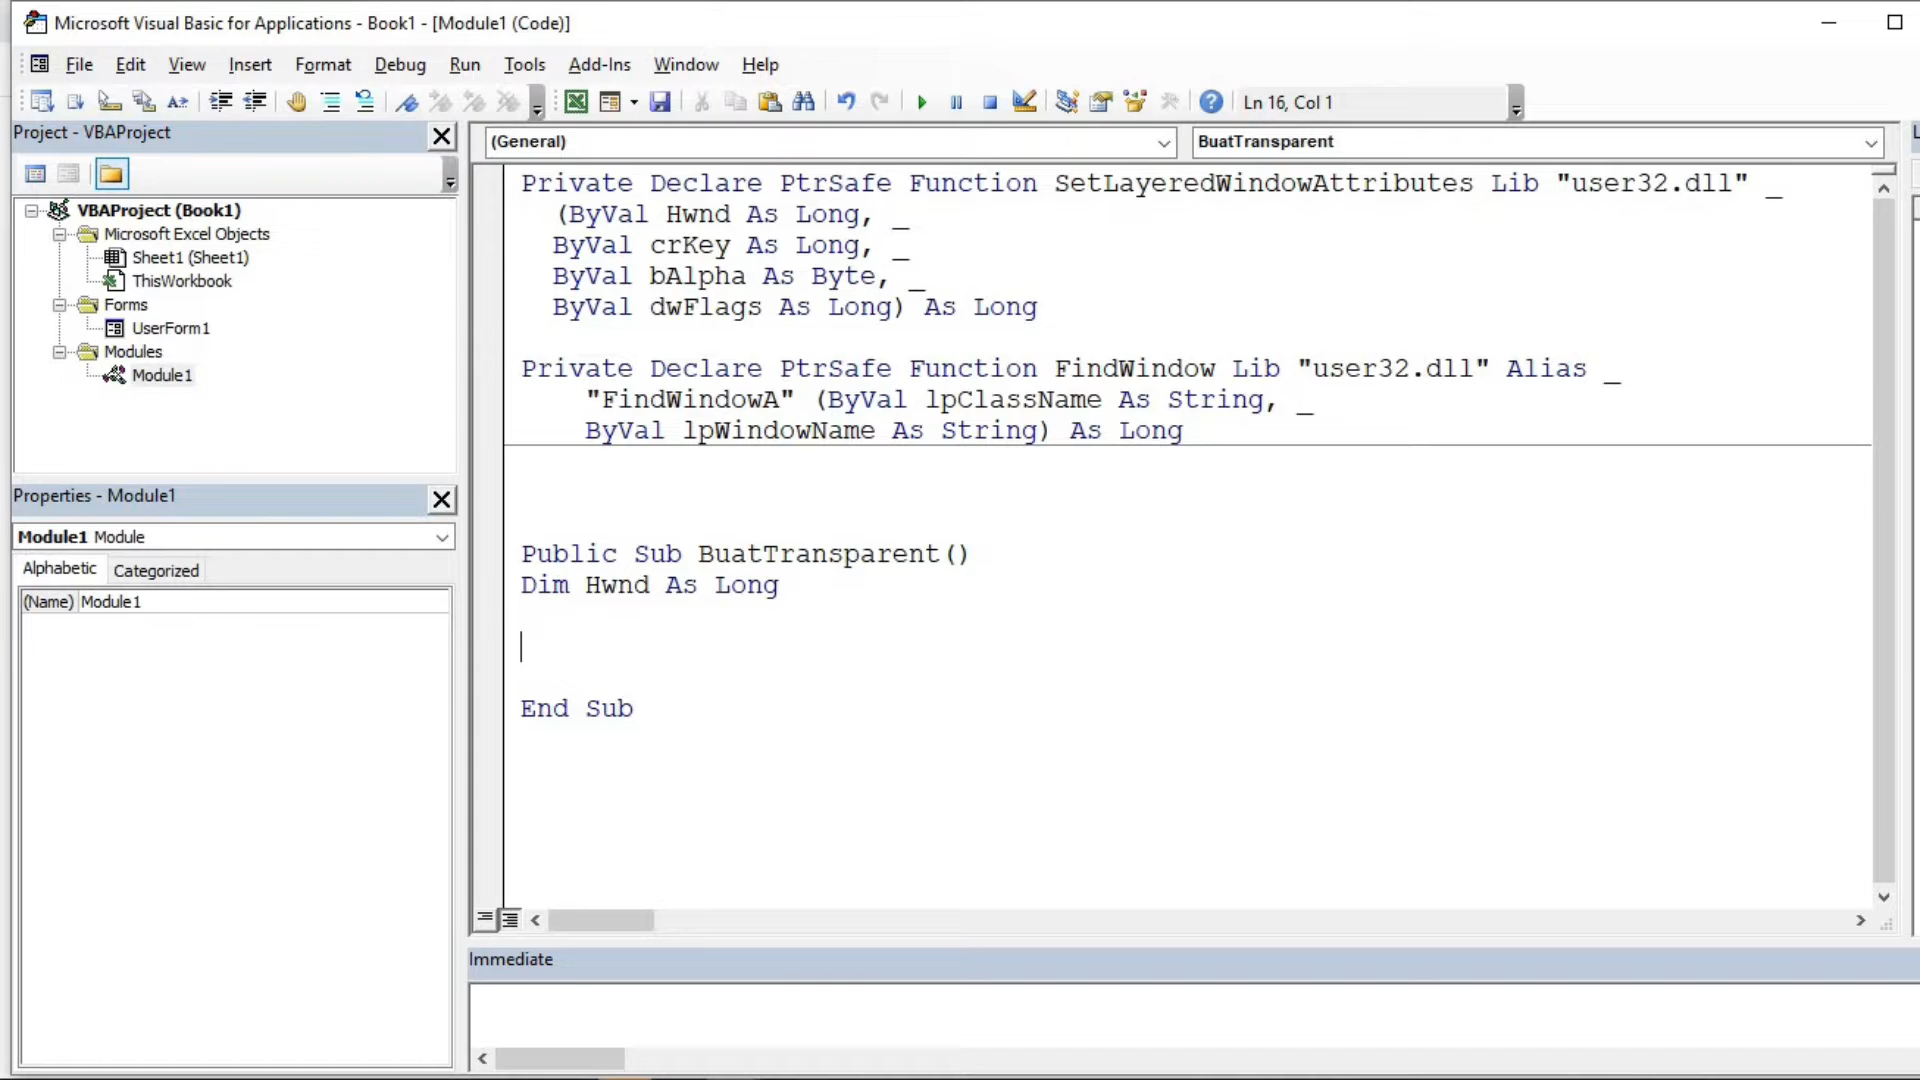 Microsoft Visual Basic for Applications - Book1 - [Module1 (Code)]
File Edit View Insert Format Debug Run Tools Add-Ins Window Help
Ln 16, Col 1
Project - VBAProject
VBAProject (Book1)
Microsoft Excel Objects
Sheet1 (Sheet1)
ThisWorkbook
Forms
UserForm1
Modules
Module1
Properties - Module1
Module1 Module
Alphabetic Categorized
(Name) Module1
(General) BuatTransparent
Private Declare PtrSafe Function SetLayeredWindowAttributes Lib "user32.dll" _
(ByVal Hwnd As Long, _
ByVal crKey As Long, _
ByVal bAlpha As Byte, _
ByVal dwFlags As Long) As Long
Private Declare PtrSafe Function FindWindow Lib "user32.dll" Alias _
"FindWindowA" (ByVal lpClassName As String, _
ByVal lpWindowName As String) As Long
Public Sub BuatTransparent()
Dim Hwnd As Long
End Sub
Immediate